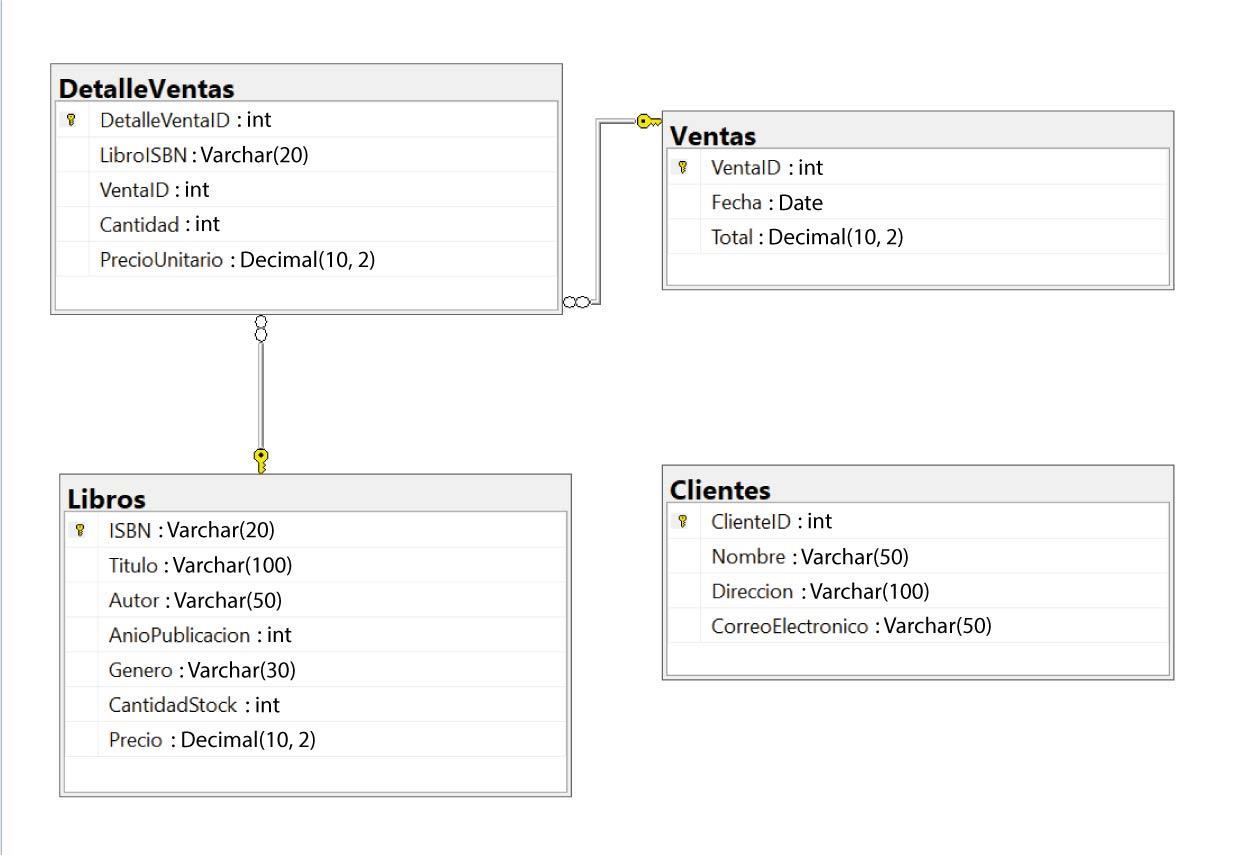 DetalleVentas
DetalleVentaID : int
LibroISBN : Varchar(20)
VentaID : int
Cantidad : int
PrecioUnitario : Decimal(10, 2)
Ventas
VentaID : int
Fecha : Date
Total : Decimal(10, 2)
Libros
ISBN : Varchar(20)
Titulo : Varchar(100)
Autor : Varchar(50)
AnioPublicacion : int
Genero : Varchar(30)
CantidadStock : int
Precio : Decimal(10, 2)
Clientes
ClienteID : int
Nombre : Varchar(50)
Direccion : Varchar(100)
CorreoElectronico : Varchar(50)